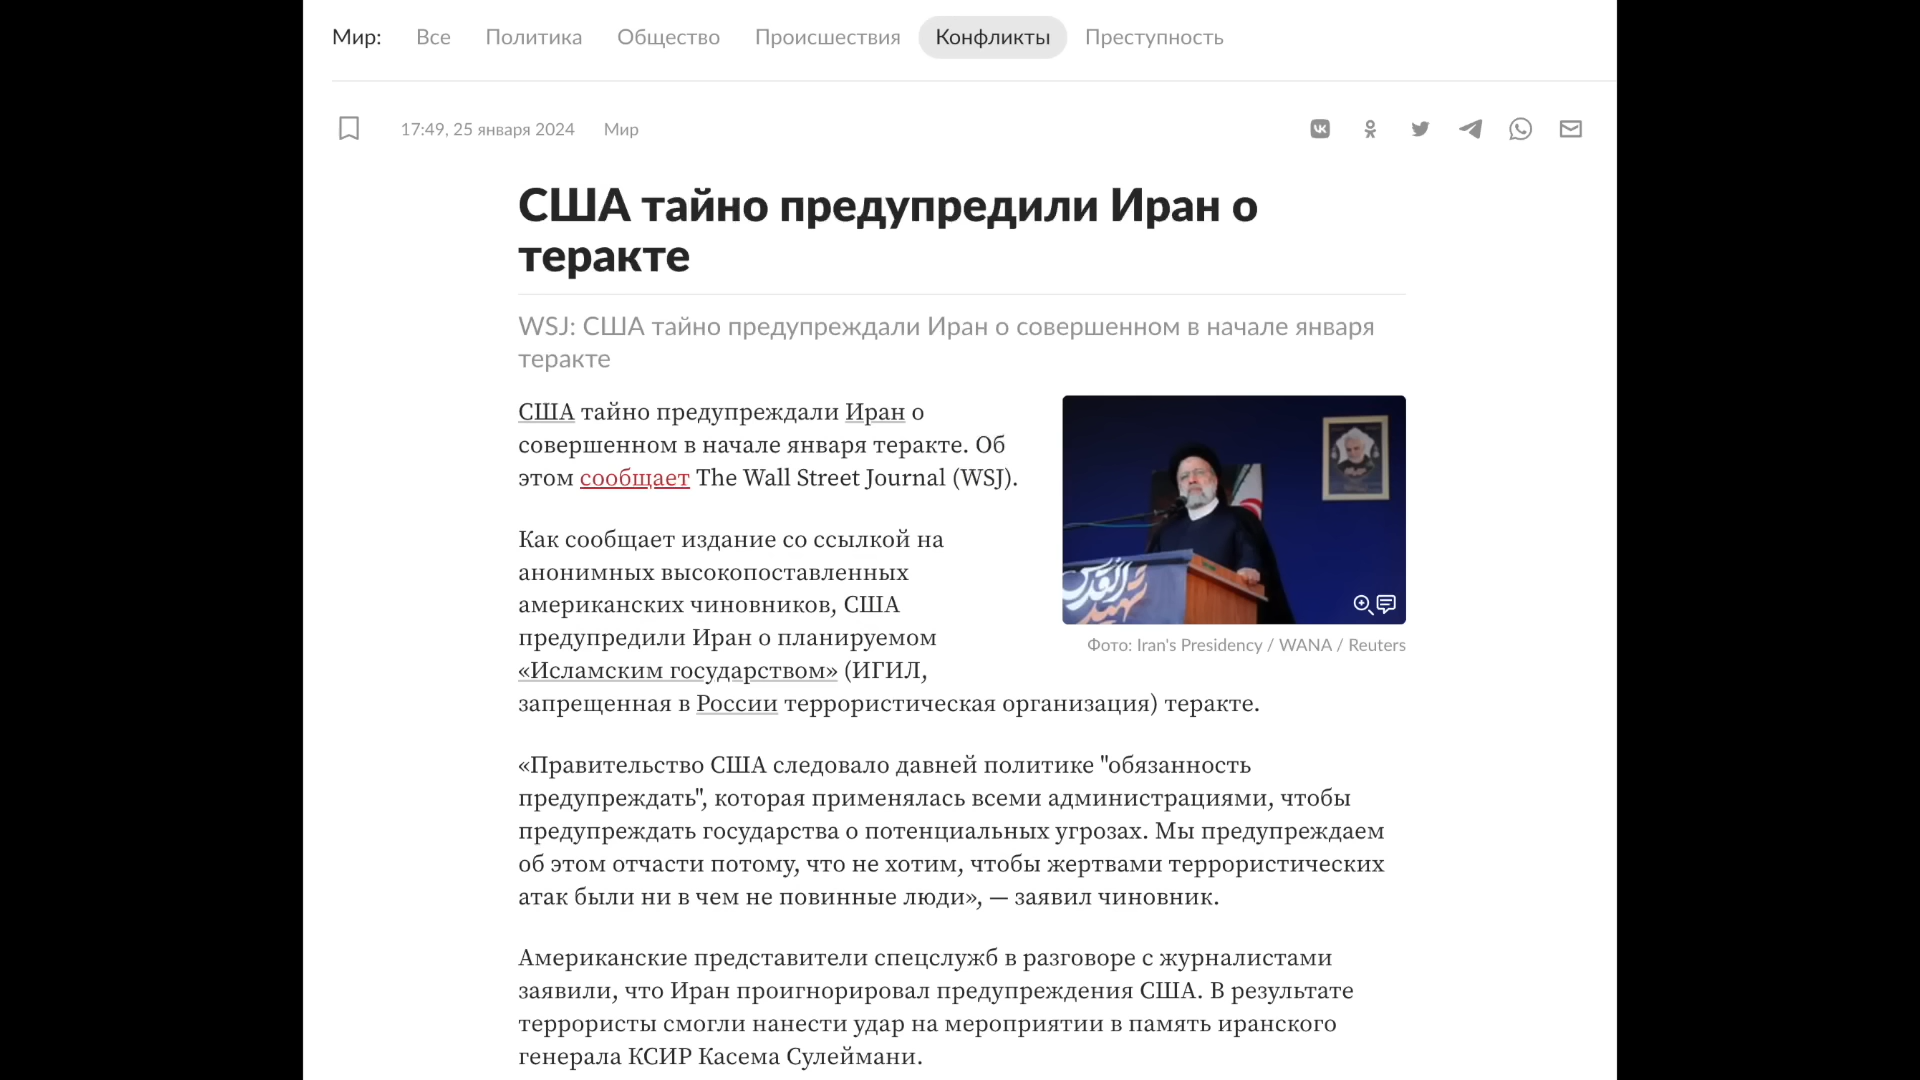 Мир: Все Политика Общество Происшествия Конфликты Преступность
17:49, 25 января 2024 Мир
США тайно предупредили Иран о
теракте
WSJ: США тайно предупреждали Иран о совершенном в начале января
теракте
США тайно предупреждали Иран о
совершенном в начале января теракте. Об
этом сообщает The Wall Street Journal (WSJ).
Как сообщает издание со ссылкой на
анонимных высокопоставленных
американских чиновников, США
предупредили Иран о планируемом
«Исламским государством» (ИГИЛ,
запрещенная в России террористическая организация) теракте.
Фото: Iran's Presidency / WANA / Reuters
«Правительство США следовало давней политике "обязанность
предупреждать", которая применялась всеми администрациями, чтобы
предупреждать государства о потенциальных угрозах. Мы предупреждаем
об этом отчасти потому, что не хотим, чтобы жертвами террористических
атак были ни в чем не повинные люди», — заявил чиновник.
Американские представители спецслужб в разговоре с журналистами
заявили, что Иран проигнорировал предупреждения США. В результате
террористы смогли нанести удар на мероприятии в память иранского
генерала КСИР Касема Сулеймани.